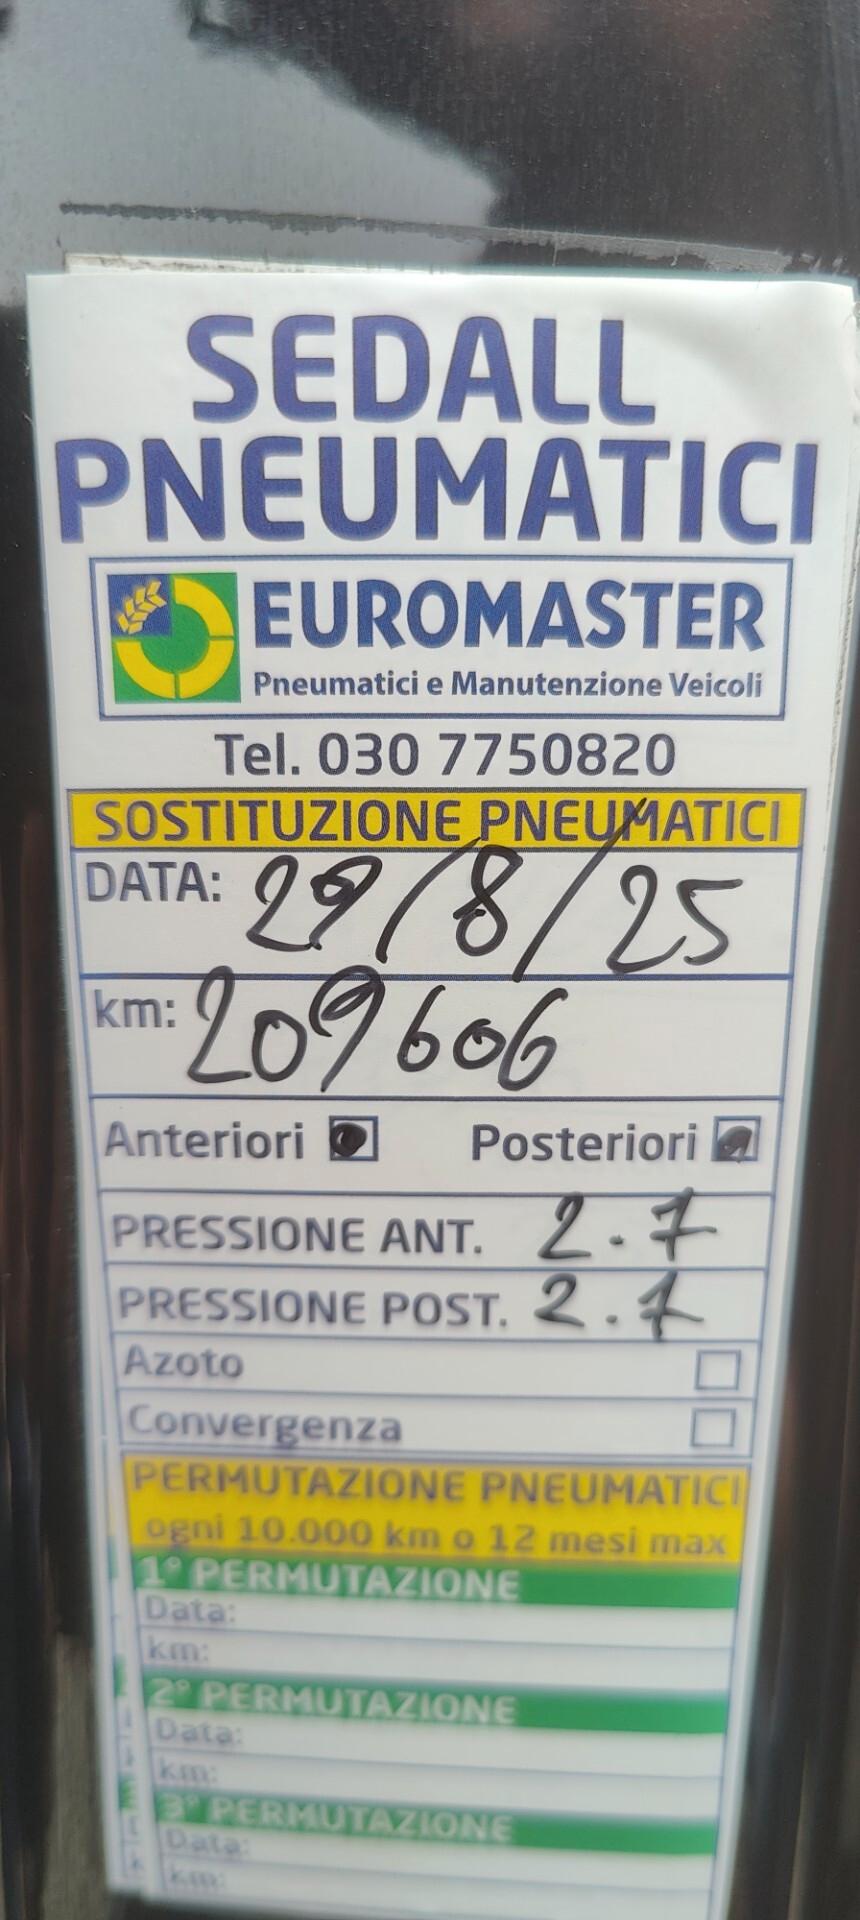 SEDALL
PNEUMATICI
EUROMASTER
Pneumatici e Manutenzione Veicoli
Tel. 030 7750820
SOSTITUZIONE PNEUMATICI
DATA: 29/8/25
km: 209606
Anteriori Posteriori
PRESSIONE ANT. 2.7
PRESSIONE POST. 2.7
Azoto
Convergenza
PERMUTAZIONE PNEUMATICI
ogni 10.000 km o 12 mesi max
1° PERMUTAZIONE
Data:
km:
2° PERMUTAZIONE
Data:
km:
3° PERMUTAZIONE
Data:
km: